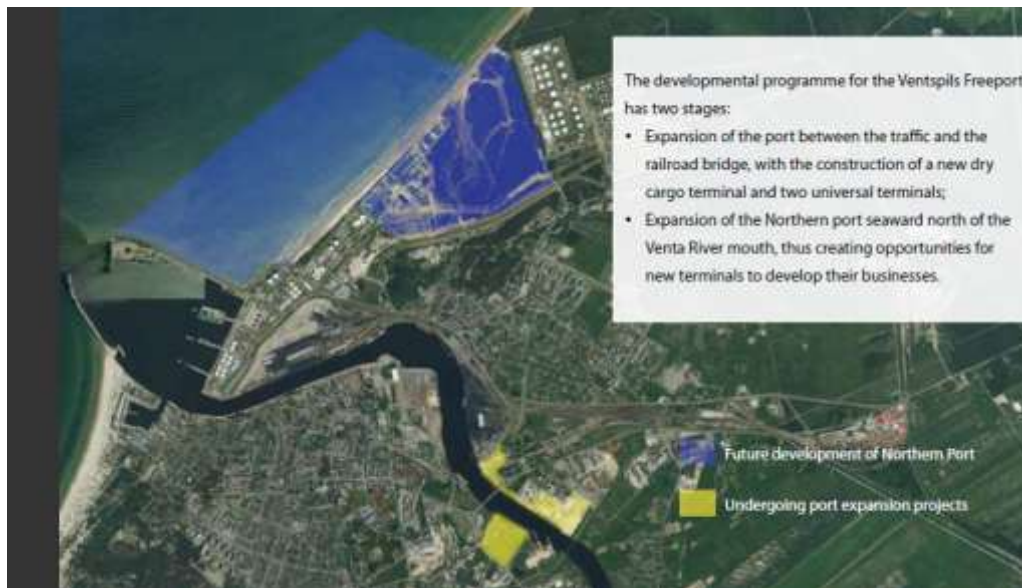 The developmental programme for the Ventspils Freeport
has two stages:
• Expansion of the port between the traffic and the
railroad bridge, with the construction of a new dry
cargo terminal and two universal terminals;
• Expansion of the Northern port seaward north of the
Venta River mouth, thus creating opportunities for
new terminals to develop their businesses.
Future development of Northern Port
Undergoing port expansion projects